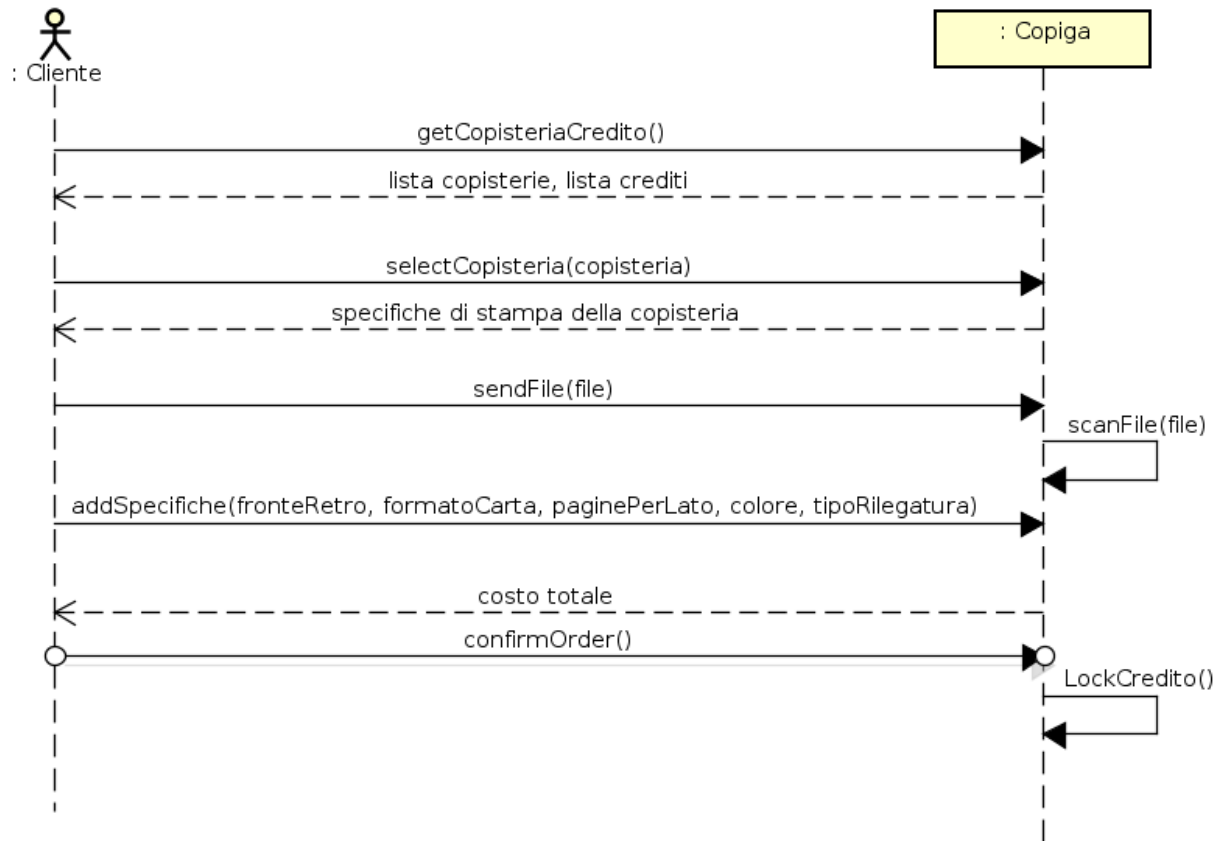 : Cliente
: Copiga
getCopisteriaCredito()
lista copisterie, lista crediti
selectCopisteria(copisteria)
specifiche di stampa della copisteria
sendFile(file)
scanFile(file)
addSpecifiche(fronteRetro, formatoCarta, paginePerLato, colore, tipoRilegatura)
costo totale
confirmOrder()
LockCredito()